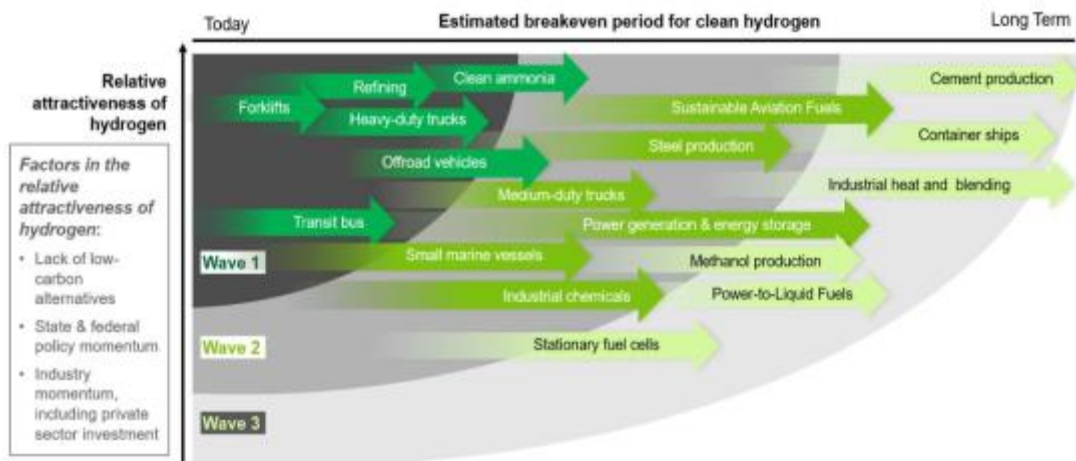 Today
Estimated breakeven period for clean hydrogen
Long Term
Relative
attractiveness of
hydrogen
Factors in the
relative
attractiveness of
hydrogen:
• Lack of low-
carbon
alternatives
• State & federal
policy momentum
• Industry
momentum,
including private
sector investment
Clean ammonia
Cement production
Refining
Forklifts
Sustainable Aviation Fuels
Heavy-duty trucks
Container ships
Steel production
Offroad vehicles
Industrial heat and blending
Medium-duty trucks
Transit bus
Power generation & energy storage
Wave 1
Small marine vessels
Methanol production
Industrial chemicals
Power-to-Liquid Fuels
Wave 2
Stationary fuel cells
Wave 3